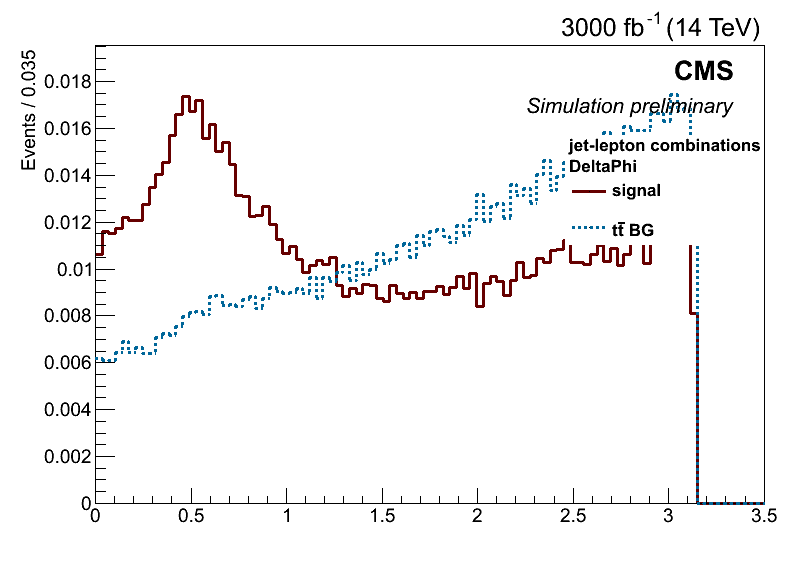 3000 fb⁻¹ (14 TeV)
CMS
Simulation preliminary
Events / 0.035
jet-lepton combinations
DeltaPhi
signal
tt̄ BG
0.018
0.016
0.014
0.012
0.01
0.008
0.006
0.004
0.002
0
0 0.5 1 1.5 2 2.5 3 3.5